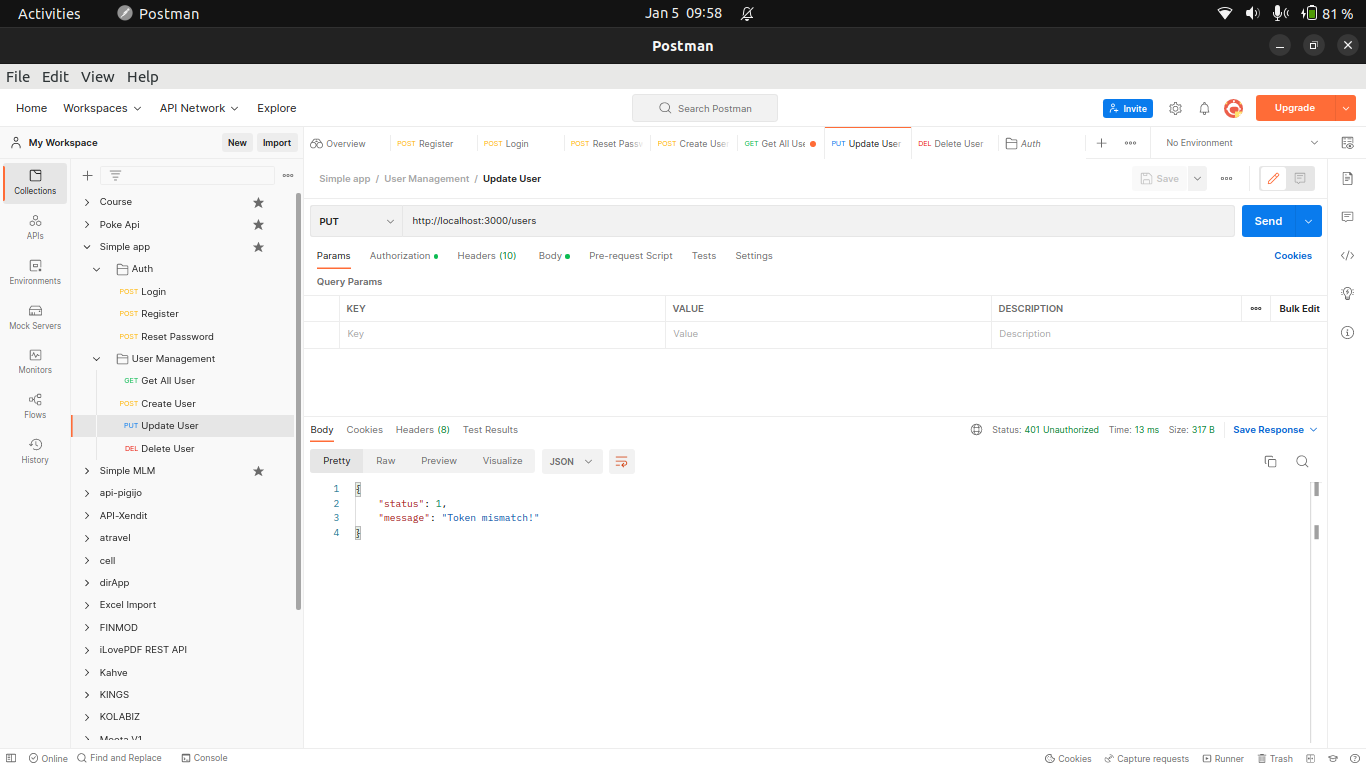 Activities Postman Jan 5 09:58 81 %
Postman
File Edit View Help
Home Workspaces API Network Explore Search Postman Invite Upgrade
My Workspace New Import
Overview POST Register POST Login POST Reset Pass POST Create Use GET Get All Use PUT Update User DEL Delete User Auth No Environment
Simple app / User Management / Update User Save
PUT http://localhost:3000/users Send
Params Authorization Headers (10) Body Pre-request Script Tests Settings Cookies
Query Params
KEY VALUE DESCRIPTION Bulk Edit
Key Value Description
Collections
APIs
Environments
Mock Servers
Monitors
Flows
History
Course
Poke Api
Simple app
Auth
POST Login
POST Register
POST Reset Password
User Management
GET Get All User
POST Create User
PUT Update User
DEL Delete User
Simple MLM
api-pigijo
API-Xendit
atravel
cell
dirApp
Excel Import
FINMOD
iLovePDF REST API
Kahve
KINGS
KOLABIZ
Body Cookies Headers (8) Test Results Status: 401 Unauthorized Time: 13 ms Size: 317 B Save Response
Pretty Raw Preview Visualize JSON
1 {
2 "status": 1,
3 "message": "Token mismatch!"
4 }
Online Find and Replace Console Cookies Capture requests Runner Trash